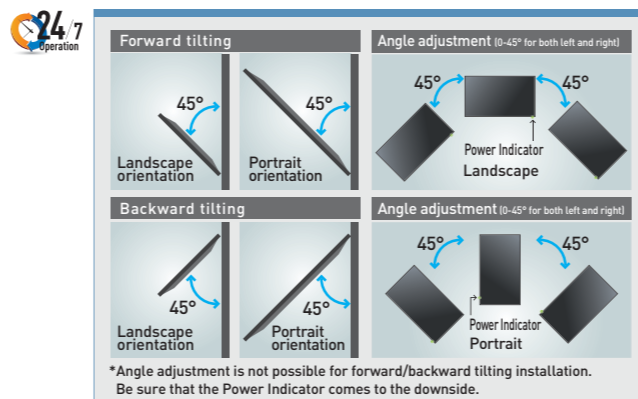 24/7
Operation
Forward tilting
45°
Landscape
orientation
45°
Portrait
orientation
Angle adjustment (0-45° for both left and right)
45°
45°
Power Indicator
Landscape
Backward tilting
45°
Landscape
orientation
45°
Portrait
orientation
Angle adjustment (0-45° for both left and right)
45°
45°
Power Indicator
Portrait
*Angle adjustment is not possible for forward/backward tilting installation.
Be sure that the Power Indicator comes to the downside.